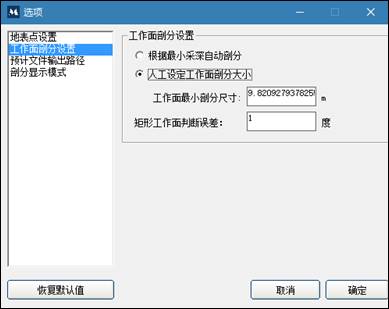 选项
地表点设置
工作面剖分设置
预计文件输出路径
剖分显示模式
工作面剖分设置
根据最小采深自动剖分
人工设定工作面剖分大小
工作面最小剖分尺寸: 9.820927937825 m
矩形工作面判断误差: 1 度
恢复默认值 取消 确定